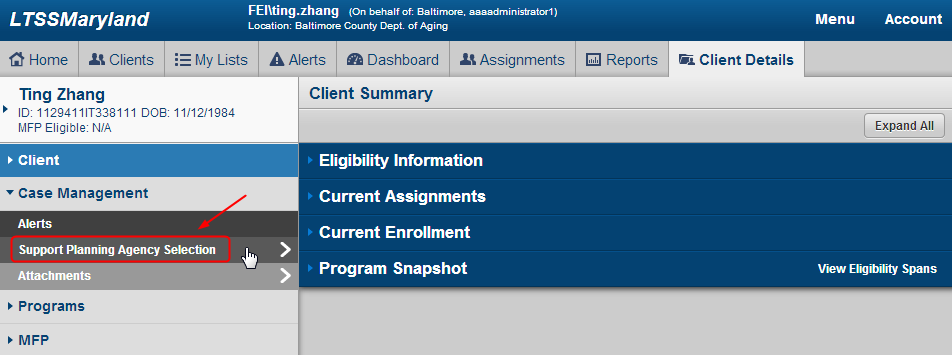 LTSSMaryland
FEI\ting.zhang (On behalf of: Baltimore, aaaadministrator1)
Location: Baltimore County Dept. of Aging
Menu
Account
Home
Clients
My Lists
Alerts
Dashboard
Assignments
Reports
Client Details
Ting Zhang
ID: 1129411IT338111 DOB: 11/12/1984
MFP Eligible: N/A
Client
Case Management
Alerts
Support Planning Agency Selection
Attachments
Programs
MFP
Client Summary
Expand All
Eligibility Information
Current Assignments
Current Enrollment
Program Snapshot
View Eligibility Spans